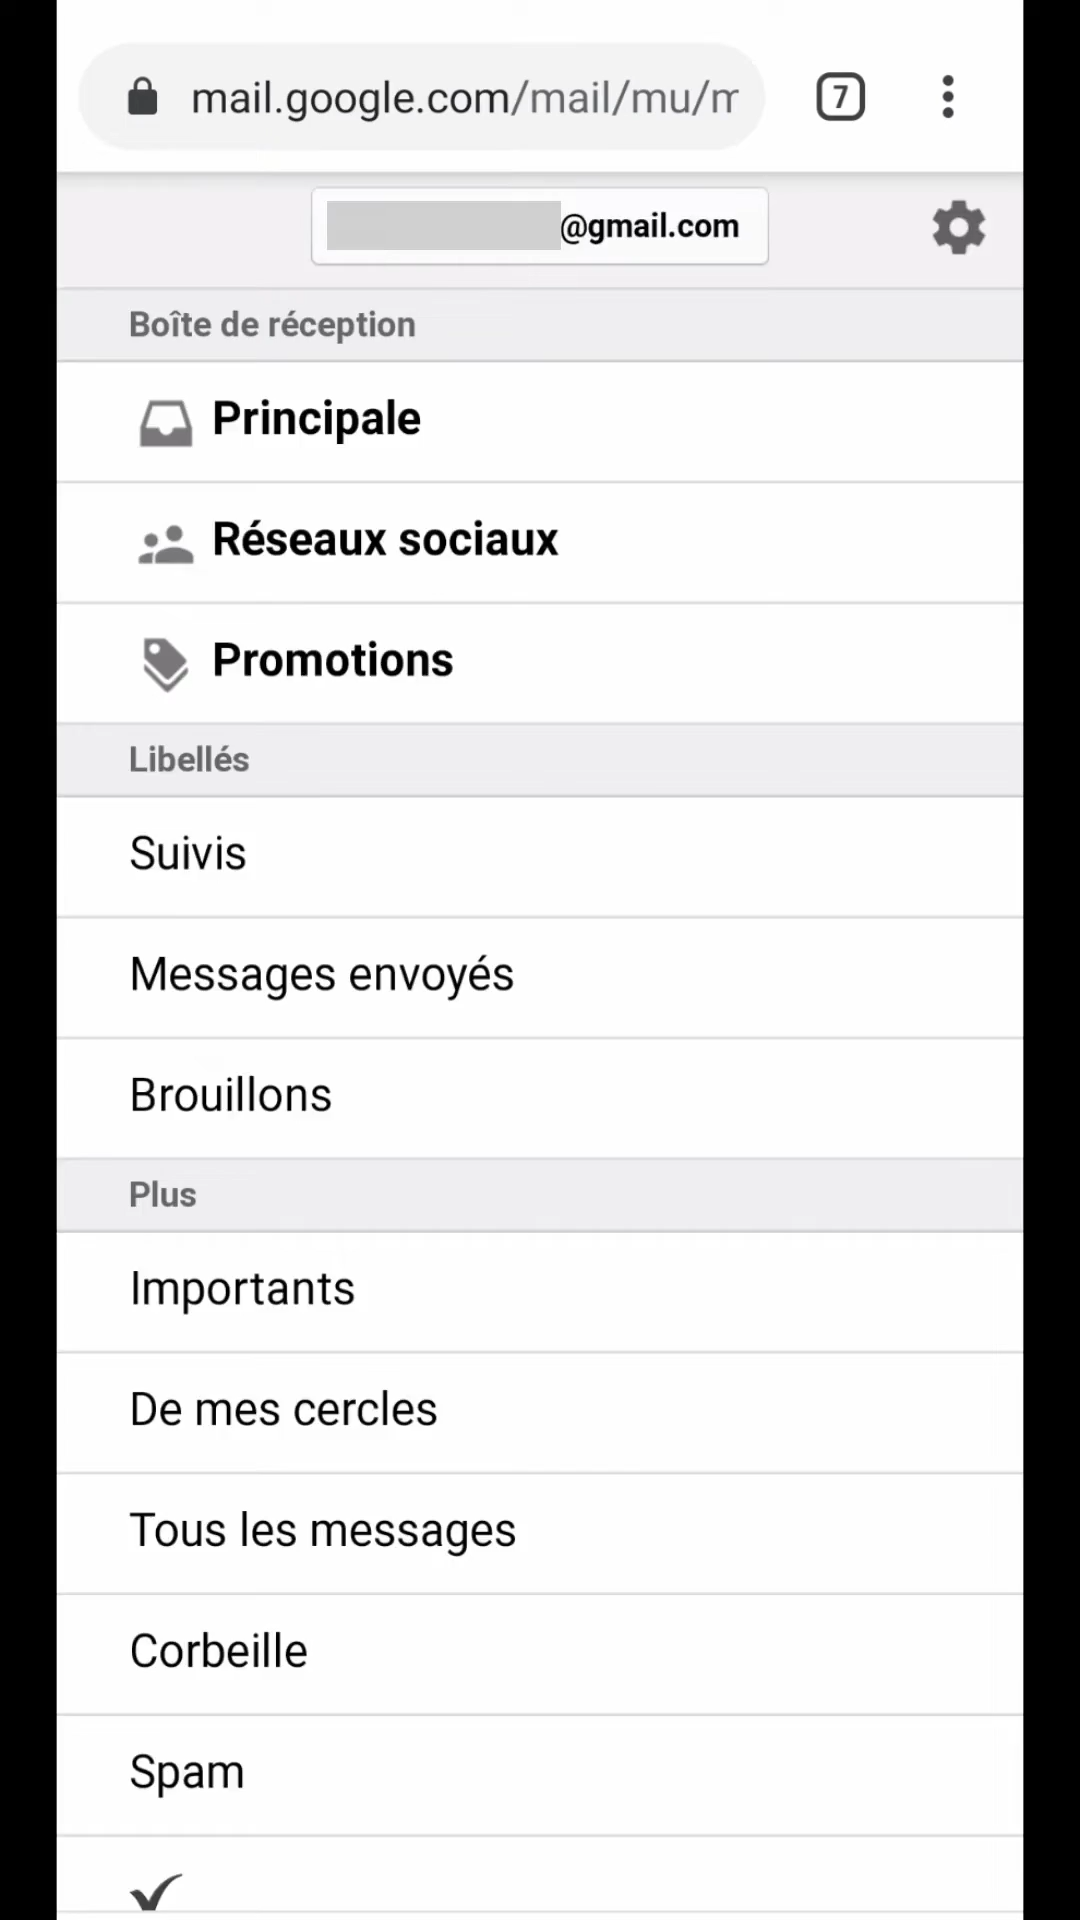 mail.google.com/mail/mu/m
7
@gmail.com
Boîte de réception
Principale
Réseaux sociaux
Promotions
Libellés
Suivis
Messages envoyés
Brouillons
Plus
Importants
De mes cercles
Tous les messages
Corbeille
Spam